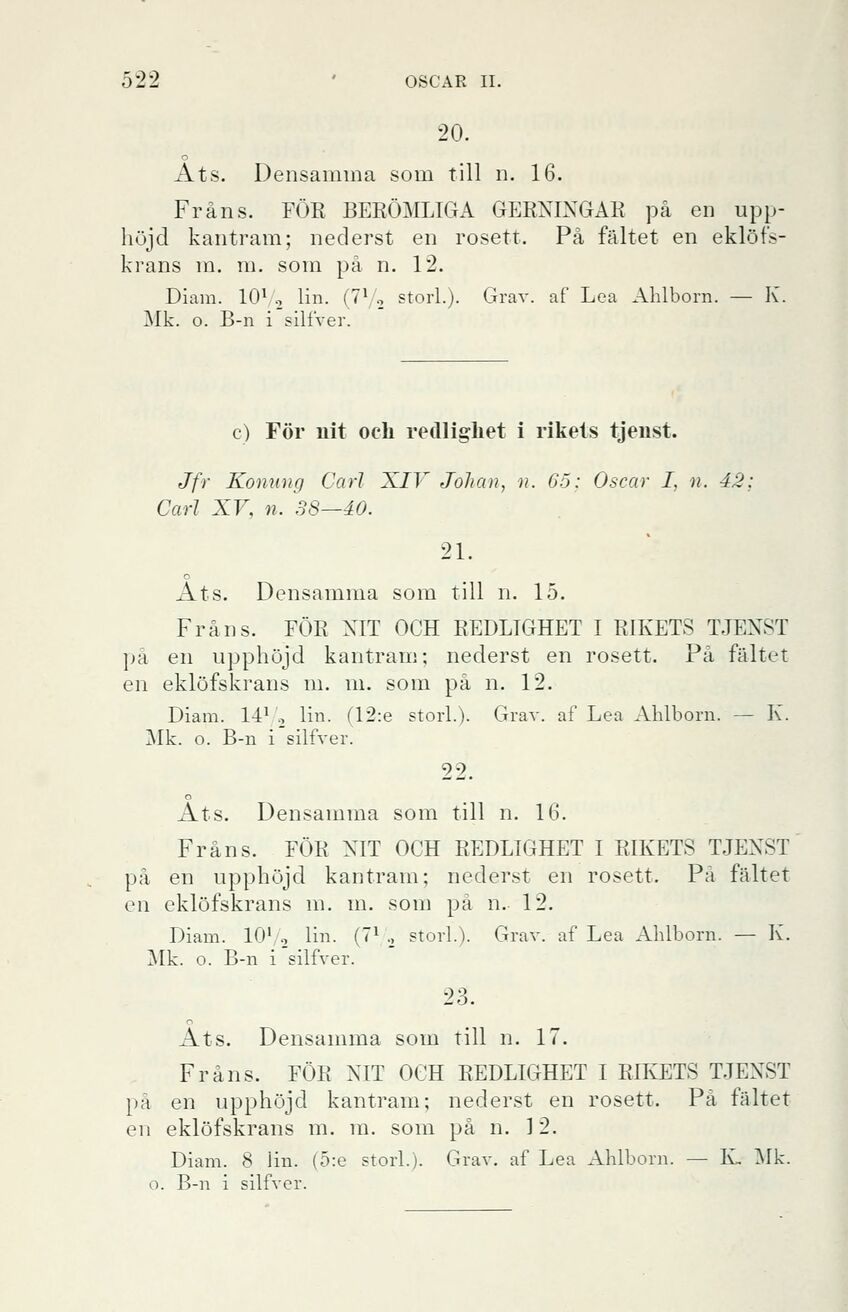 522 OSCAR II.
20.
Åts. Densamma som till n. 16.
Fråns. FÖR BERÖMLIGA GERNINGAR på en upp-
höjd kantram; nederst en rosett. På fältet en eklöfs-
krans m. m. som på n. 12.
Diam. 10½ lin. (7½ storl.). Grav. af Lea Ahlborn. — K.
Mk. o. B-n i silfver.
c) För nit och redlighet i rikets tjenst.
Jfr Konung Carl XIV Johan, n. 65; Oscar I, n. 42;
Carl XV, n. 38—40.
21.
Åts. Densamma som till n. 15.
Fråns. FÖR NIT OCH REDLIGHET I RIKETS TJENST
på en upphöjd kantram; nederst en rosett. På fältet
en eklöfskrans m. m. som på n. 12.
Diam. 14½ lin. (12:e storl.). Grav. af Lea Ahlborn. — K.
Mk. o. B-n i silfver.
22.
Åts. Densamma som till n. 16.
Fråns. FÖR NIT OCH REDLIGHET I RIKETS TJENST
på en upphöjd kantram; nederst en rosett. På fältet
en eklöfskrans m. m. som på n. 12.
Diam. 10½ lin. (7½ storl.). Grav. af Lea Ahlborn. — K.
Mk. o. B-n i silfver.
23.
Åts. Densamma som till n. 17.
Fråns. FÖR NIT OCH REDLIGHET I RIKETS TJENST
på en upphöjd kantram; nederst en rosett. På fältet
en eklöfskrans m. m. som på n. 12.
Diam. 8 lin. (5:e storl.). Grav. af Lea Ahlborn. — K. Mk.
o. B-n i silfver.